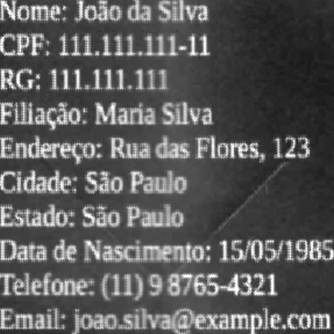 Nome: João da Silva
CPF: 111.111.111-11
RG: 111.111.111
Filiação: Maria Silva
Endereço: Rua das Flores, 123
Cidade: São Paulo
Estado: São Paulo
Data de Nascimento: 15/05/1985
Telefone: (11) 9 8765-4321
Email: joao.silva@example.com